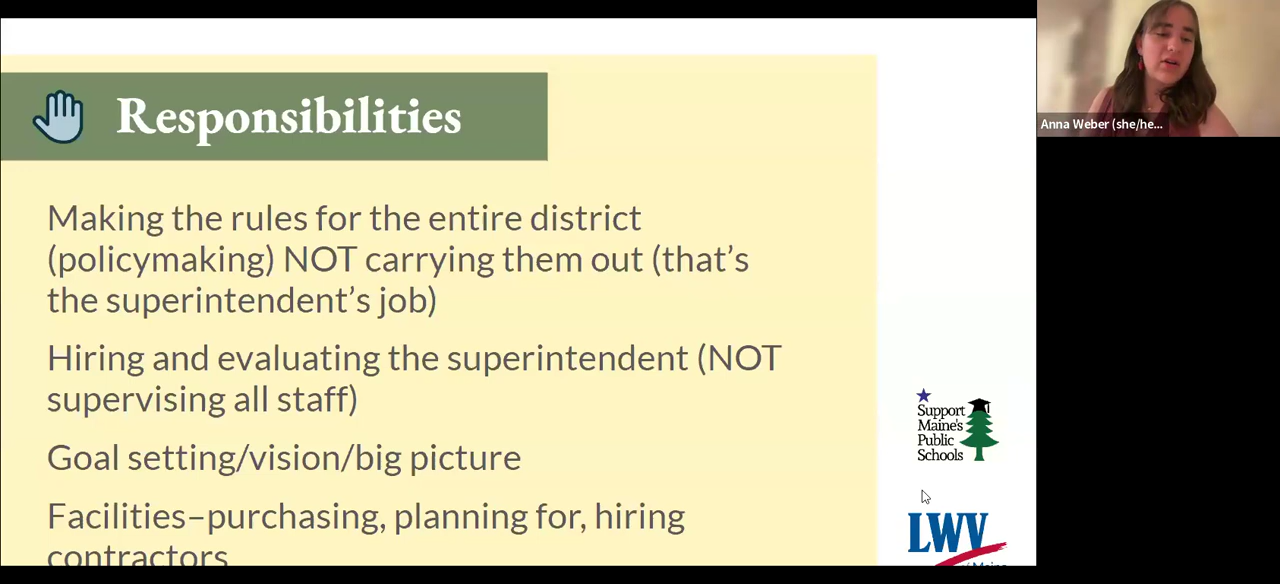 Responsibilities
Making the rules for the entire district
(policymaking) NOT carrying them out (that's
the superintendent's job)
Hiring and evaluating the superintendent (NOT
supervising all staff)
Goal setting/vision/big picture
Facilities–purchasing, planning for, hiring
contractors
Anna Weber (she/he...
Support
Maine's
Public
Schools
LWV